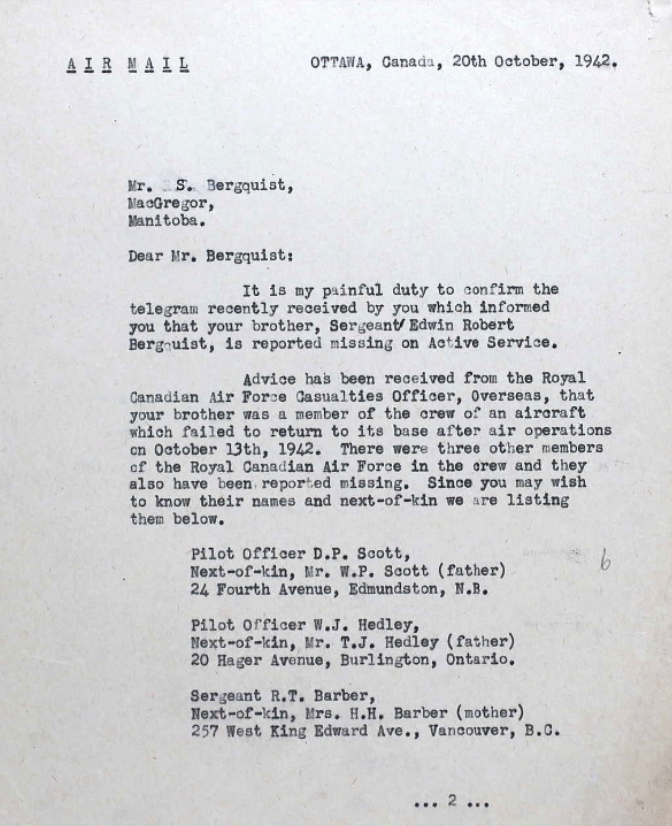 AIR MAIL
OTTAWA, Canada, 20th October, 1942.
Mr. S. Bergquist,
MacGregor,
Manitoba.
Dear Mr. Bergquist:
It is my painful duty to confirm the
telegram recently received by you which informed
you that your brother, Sergeant/Edwin Robert
Bergquist, is reported missing on Active Service.
Advice has been received from the Royal
Canadian Air Force Casualties Officer, Overseas, that
your brother was a member of the crew of an aircraft
which failed to return to its base after air operations
on October 13th, 1942. There were three other members
of the Royal Canadian Air Force in the crew and they
also have been reported missing. Since you may wish
to know their names and next-of-kin we are listing
them below.
Pilot Officer D.P. Scott,
Next-of-kin, Mr. W.P. Scott (father)
24 Fourth Avenue, Edmundston, N.B.
6
Pilot Officer W.J. Hedley,
Next-of-kin, Mr. T.J. Hedley (father)
20 Hager Avenue, Burlington, Ontario.
Sergeant R.T. Barber,
Next-of-kin, Mrs. H.H. Barber (mother)
257 West King Edward Ave., Vancouver, B.C.
... 2 ...